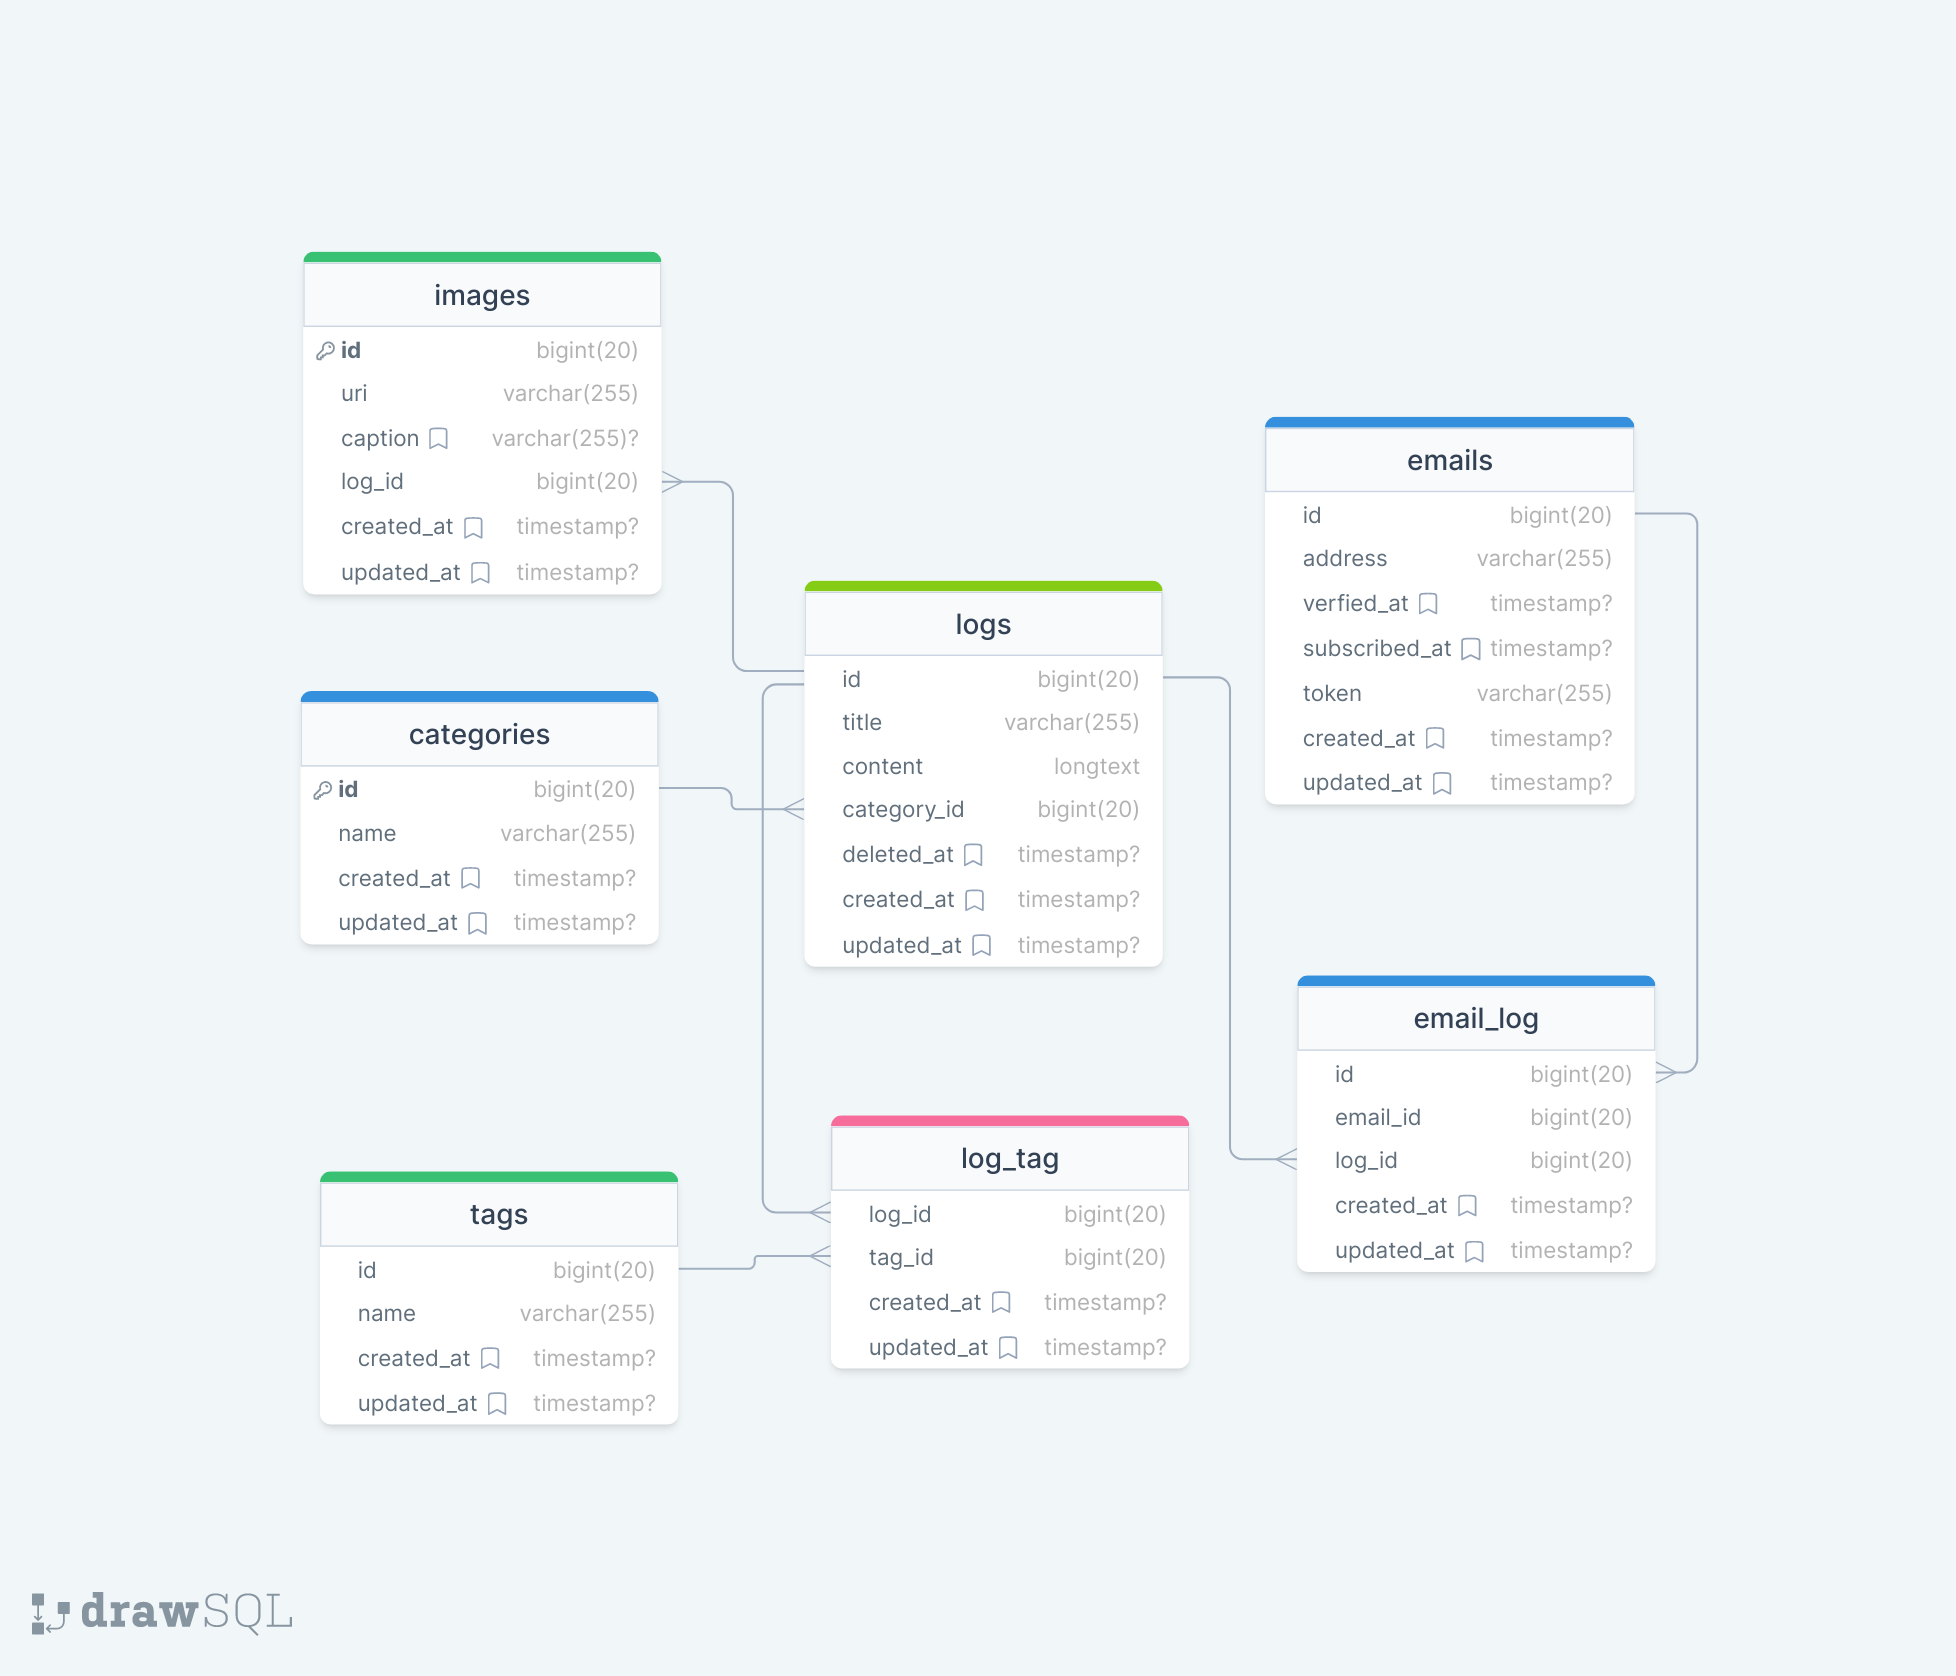 images
id bigint(20)
uri varchar(255)
caption varchar(255)?
log_id bigint(20)
created_at timestamp?
updated_at timestamp?
categories
id bigint(20)
name varchar(255)
created_at timestamp?
updated_at timestamp?
tags
id bigint(20)
name varchar(255)
created_at timestamp?
updated_at timestamp?
logs
id bigint(20)
title varchar(255)
content longtext
category_id bigint(20)
deleted_at timestamp?
created_at timestamp?
updated_at timestamp?
log_tag
log_id bigint(20)
tag_id bigint(20)
created_at timestamp?
updated_at timestamp?
emails
id bigint(20)
address varchar(255)
verfied_at timestamp?
subscribed_at timestamp?
token varchar(255)
created_at timestamp?
updated_at timestamp?
email_log
id bigint(20)
email_id bigint(20)
log_id bigint(20)
created_at timestamp?
updated_at timestamp?
drawSQL